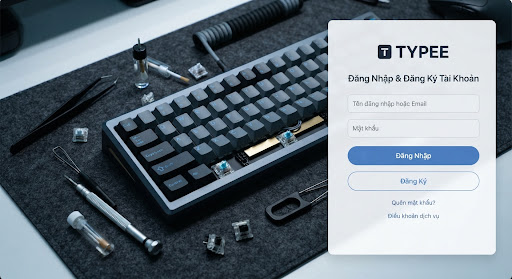 TYPEE
Đăng Nhập & Đăng Ký Tài Khoản
Tên đăng nhập hoặc Email
Mật khẩu
Đăng Nhập
Đăng Ký
Quên mật khẩu?
Điều khoản dịch vụ